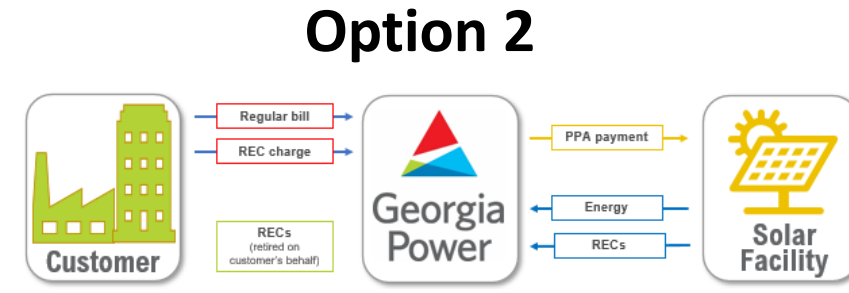 Option 2
Regular bill
REC charge
RECs
(retired on
customer's behalf)
Customer
Georgia
Power
PPA payment
Energy
RECs
Solar
Facility